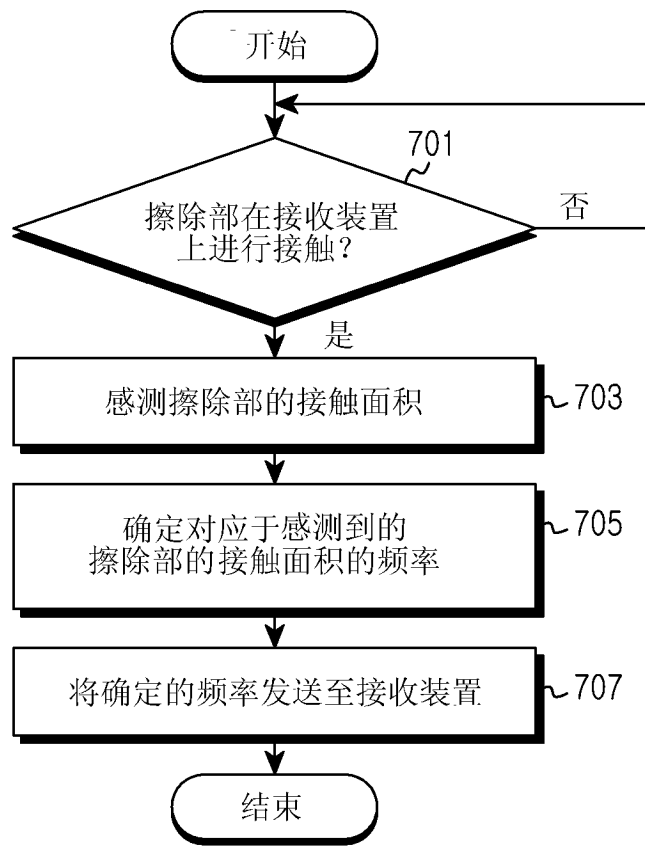 开始
701
擦除部在接收装置
上进行接触?
否
是
感测擦除部的接触面积
703
确定对应于感测到的
擦除部的接触面积的频率
705
将确定的频率发送至接收装置
707
结束